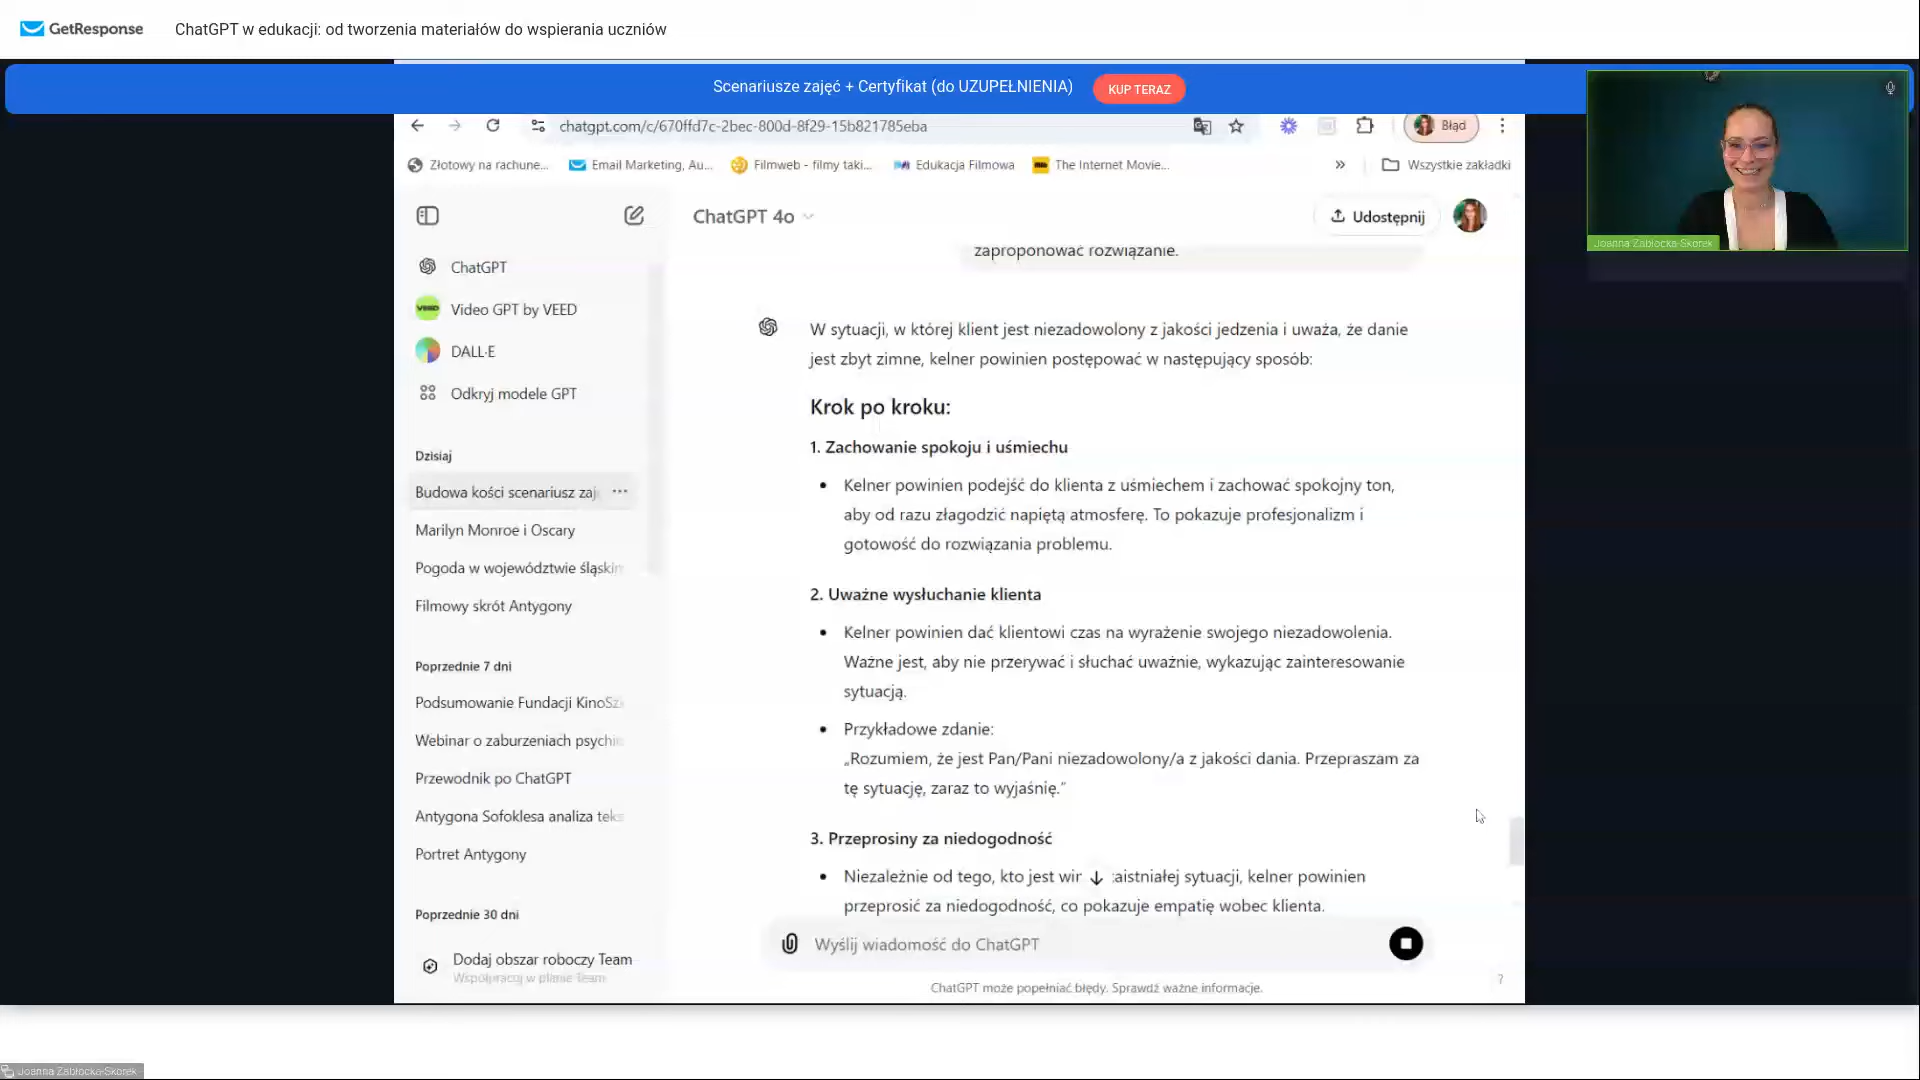 GetResponse
ChatGPT w edukacji: od tworzenia materiałów do wspierania uczniów
Scenariusze zajęć + Certyfikat (do UZUPEŁNIENIA)
KUP TERAZ
chatgpt.com/c/670ffd7c-2bec-800d-8f29-15b821785eba
Błąd
Złotowy na rachune...
Email Marketing, Au...
Filmweb - filmy taki...
Edukacja Filmowa
The Internet Movie...
»
Wszystkie zakładki
Joanna Zabłocka-Skorek
ChatGPT 4o
Udostępnij
ChatGPT
VEED
Video GPT by VEED
DALL·E
Odkryj modele GPT
Dzisiaj
Budowa kości scenariusz zaj
Marilyn Monroe i Oscary
Pogoda w województwie śląskim
Filmowy skrót Antygony
Poprzednie 7 dni
Podsumowanie Fundacji KinoSz
Webinar o zaburzeniach psychi
Przewodnik po ChatGPT
Antygona Sofoklesa analiza teks
Portret Antygony
Poprzednie 30 dni
Dodaj obszar roboczy Team
Współpracuj w planie Team
zaproponować rozwiązanie.
W sytuacji, w której klient jest niezadowolony z jakości jedzenia i uważa, że danie
jest zbyt zimne, kelner powinien postępować w następujący sposób:
Krok po kroku:
1. Zachowanie spokoju i uśmiechu
• Kelner powinien podejść do klienta z uśmiechem i zachować spokojny ton,
aby od razu złagodzić napiętą atmosferę. To pokazuje profesjonalizm i
gotowość do rozwiązania problemu.
2. Uważne wysłuchanie klienta
• Kelner powinien dać klientowi czas na wyrażenie swojego niezadowolenia.
Ważne jest, aby nie przerywać i słuchać uważnie, wykazując zainteresowanie
sytuacją.
• Przykładowe zdanie:
„Rozumiem, że jest Pan/Pani niezadowolony/a z jakości dania. Przepraszam za
tę sytuację, zaraz to wyjaśnię.”
3. Przeprosiny za niedogodność
• Niezależnie od tego, kto jest wir aistniałej sytuacji, kelner powinien
przeprosić za niedogodność, co pokazuje empatię wobec klienta.
Wyślij wiadomość do ChatGPT
ChatGPT może popełniać błędy. Sprawdź ważne informacje.
?
Joanna Zabłocka-Skorek